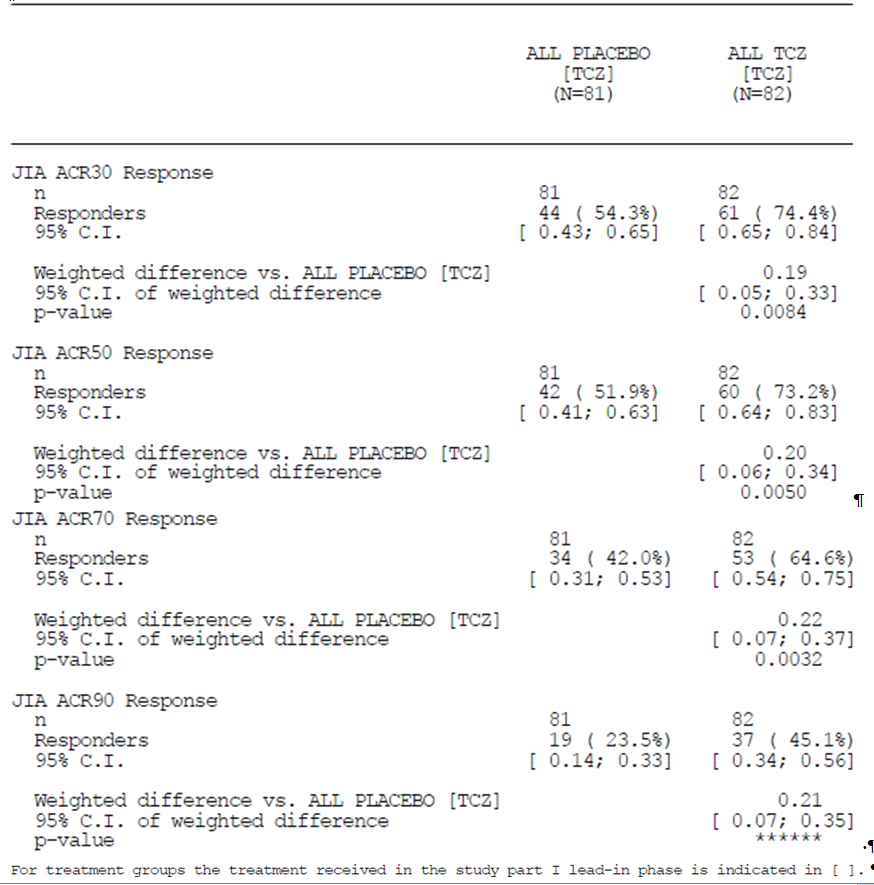 ALL PLACEBO ALL TCZ
[TCZ] [TCZ]
(N=81) (N=82)
JIA ACR30 Response
n 81 82
Responders 44 ( 54.3%) 61 ( 74.4%)
95% C.I. [ 0.43; 0.65] [ 0.65; 0.84]
Weighted difference vs. ALL PLACEBO [TCZ] 0.19
95% C.I. of weighted difference [ 0.05; 0.33]
p-value 0.0084
JIA ACR50 Response
n 81 82
Responders 42 ( 51.9%) 60 ( 73.2%)
95% C.I. [ 0.41; 0.63] [ 0.64; 0.83]
Weighted difference vs. ALL PLACEBO [TCZ] 0.20
95% C.I. of weighted difference [ 0.06; 0.34]
p-value 0.0050 ¶
JIA ACR70 Response
n 81 82
Responders 34 ( 42.0%) 53 ( 64.6%)
95% C.I. [ 0.31; 0.53] [ 0.54; 0.75]
Weighted difference vs. ALL PLACEBO [TCZ] 0.22
95% C.I. of weighted difference [ 0.07; 0.37]
p-value 0.0032
JIA ACR90 Response
n 81 82
Responders 19 ( 23.5%) 37 ( 45.1%)
95% C.I. [ 0.14; 0.33] [ 0.34; 0.56]
Weighted difference vs. ALL PLACEBO [TCZ] 0.21
95% C.I. of weighted difference [ 0.07; 0.35]
p-value ****** ·¶
For treatment groups the treatment received in the study part I lead-in phase is indicated in [ ].